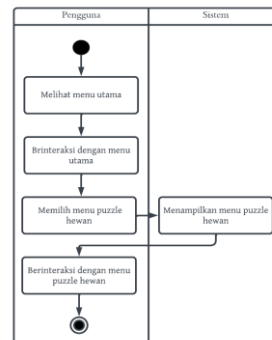 Pengguna
Sistem
Melihat menu utama
Brinteraksi dengan menu
utama
Memilih menu puzzle
hewan
Menampilkan menu puzzle
hewan
Berinteraksi dengan menu
puzzle hewan